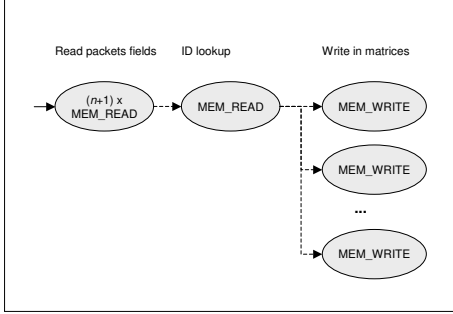 Read packets fields
ID lookup
Write in matrices
(n+1) x
MEM_READ
MEM_READ
MEM_WRITE
MEM_WRITE
...
MEM_WRITE